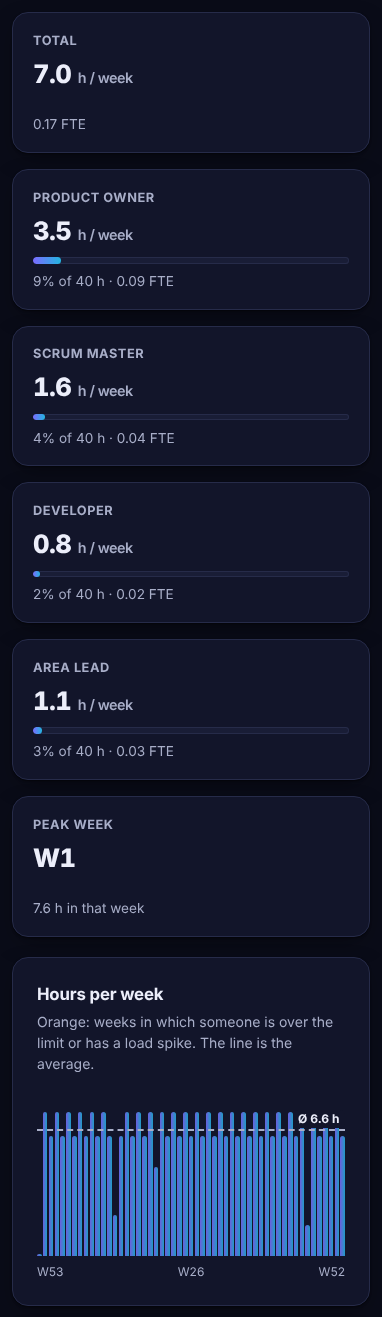 TOTAL
7.0 h / week
0.17 FTE
PRODUCT OWNER
3.5 h / week
9% of 40 h · 0.09 FTE
SCRUM MASTER
1.6 h / week
4% of 40 h · 0.04 FTE
DEVELOPER
0.8 h / week
2% of 40 h · 0.02 FTE
AREA LEAD
1.1 h / week
3% of 40 h · 0.03 FTE
PEAK WEEK
W1
7.6 h in that week
Hours per week
Orange: weeks in which someone is over the
limit or has a load spike. The line is the
average.
Ø 6.6 h
W53 W26 W52